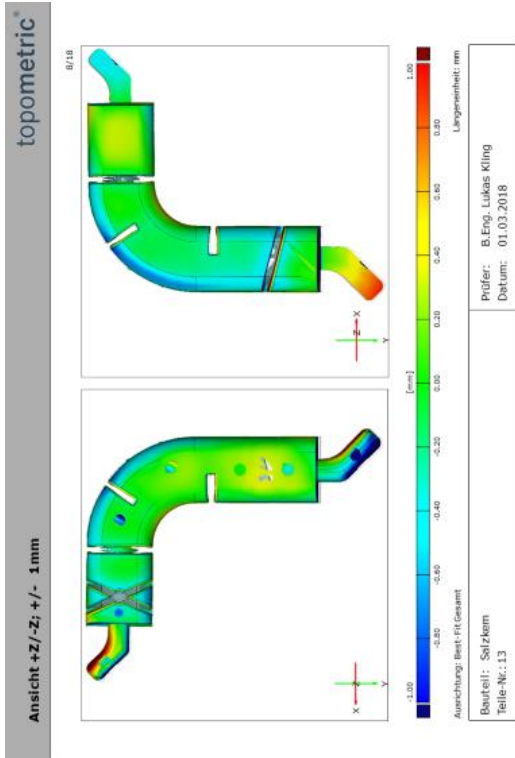 Ansicht +Z/-Z; +/- 1mm
topometric®
8/18
X
Z
Y
Z
X
Y
[mm]
-1.00
-0.80
-0.60
-0.40
-0.20
0.00
0.20
0.40
0.60
0.80
1.00
Ausrichtung: Best-Fit Gesamt
Längeneinheit: mm
Bauteil: Salzkern
Teile-Nr.: 13
Prüfer: B.Eng. Lukas Kling
Datum: 01.03.2018